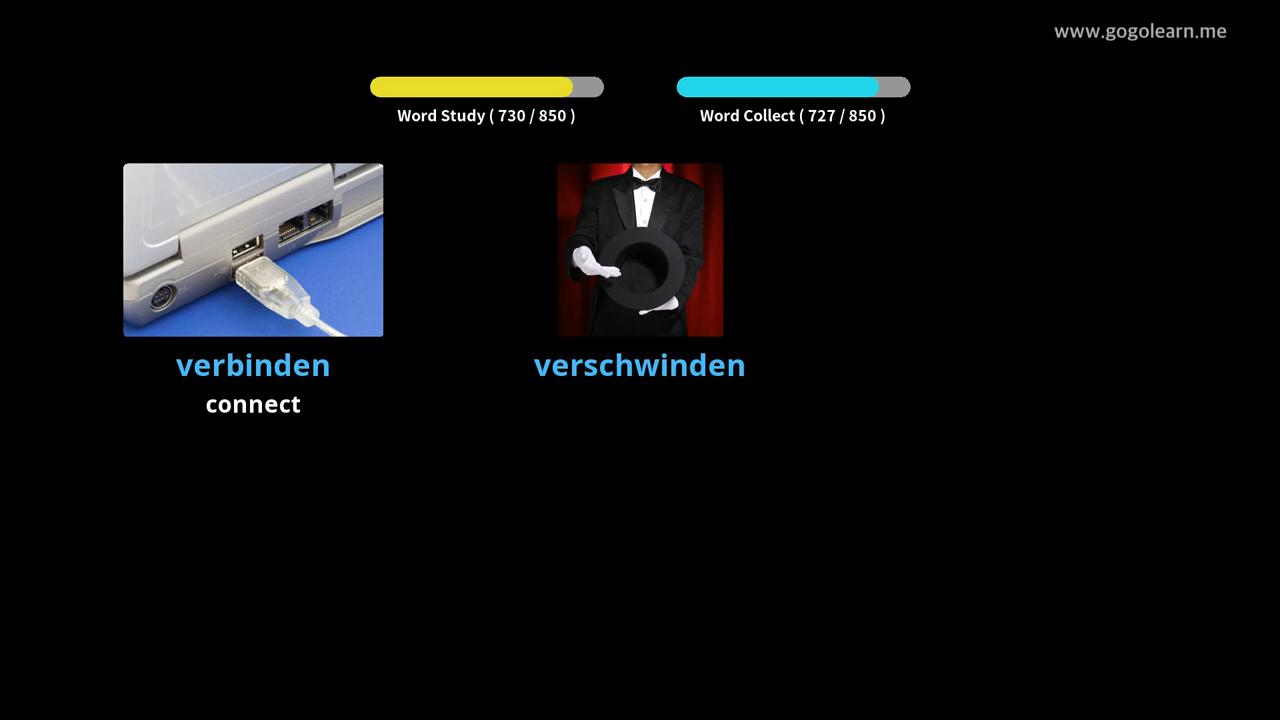 www.gogolearn.me
Word Study ( 730 / 850 )
Word Collect ( 727 / 850 )
verbinden
connect
verschwinden